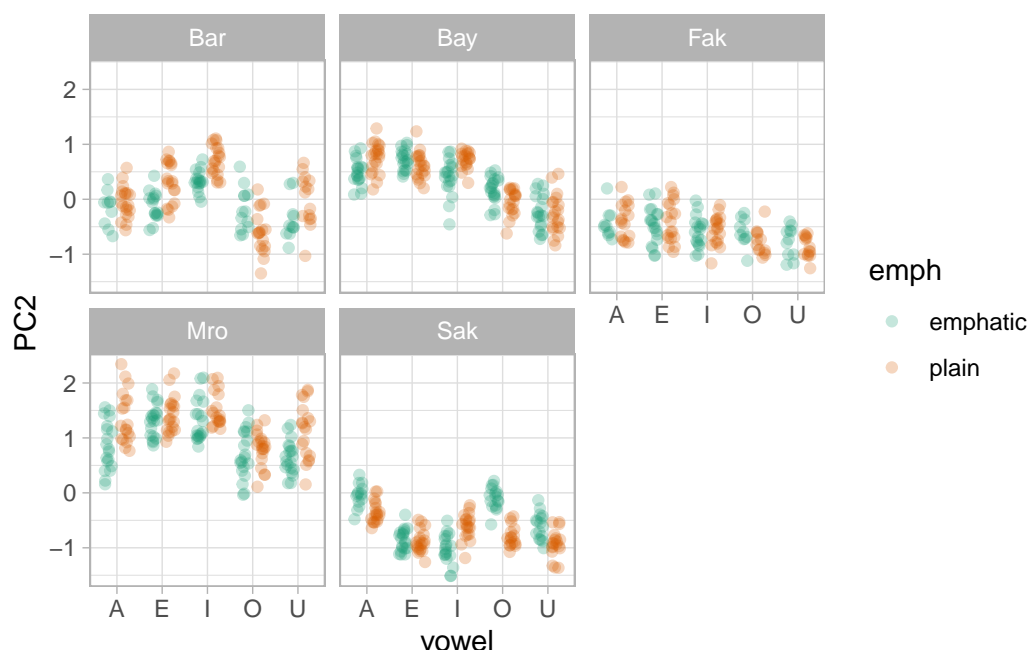 Bar Bay Fak
2
1
0
−1
A E I O U
Mro Sak
2
1
0
−1
A E I O U A E I O U
PC2
vowel
emph
emphatic
plain